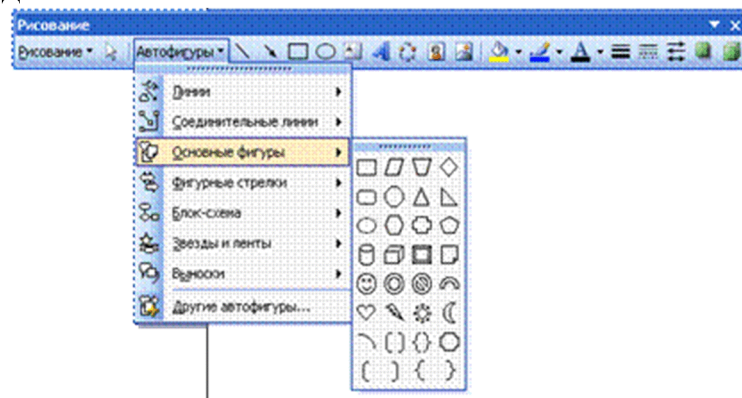 Рисование
Рисование Автофигуры
Линии
Соединительные линии
Основные фигуры
Фигурные стрелки
Блок-схема
Звезды и ленты
Выноски
Другие автофигуры...